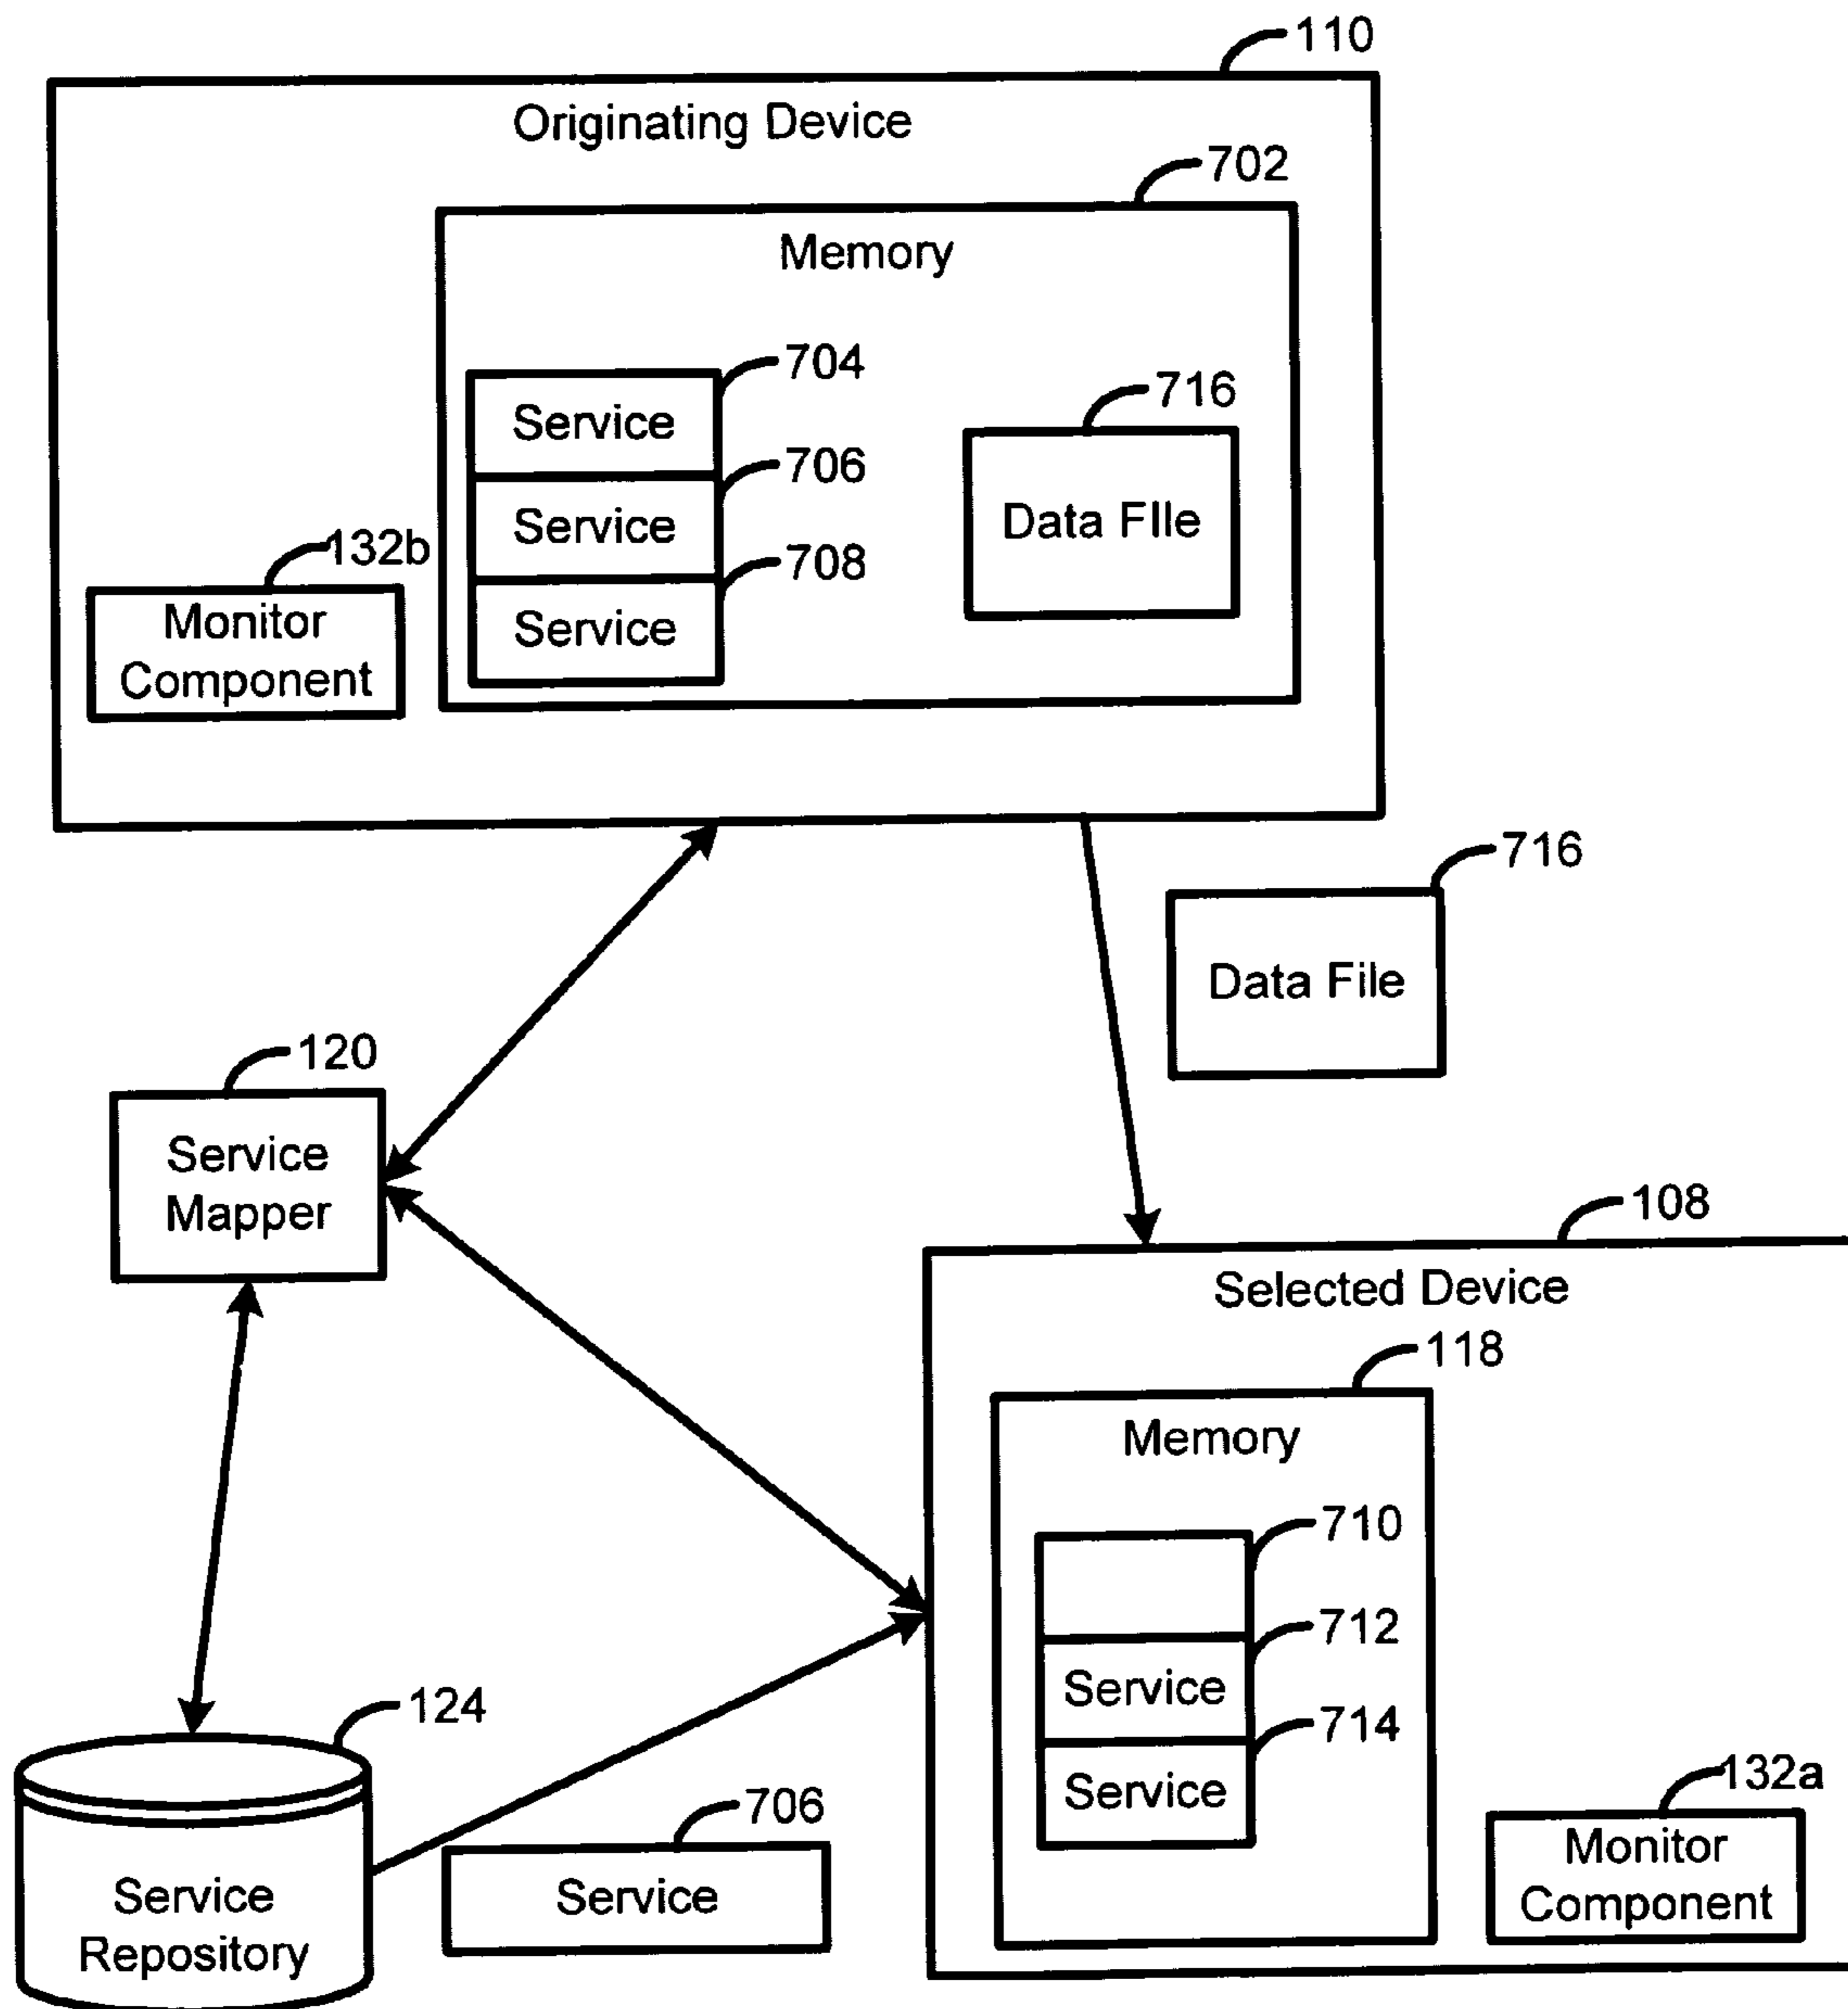 110
Originating Device
702
Memory
704
Service
716
706
Service
Data FIle
132b
708
Monitor
Component
Service
716
Data File
120
Service
Mapper
108
Selected Device
118
Memory
710
712
Service
124
714
Service
132a
706
Monitor
Component
Service
Service
Repository